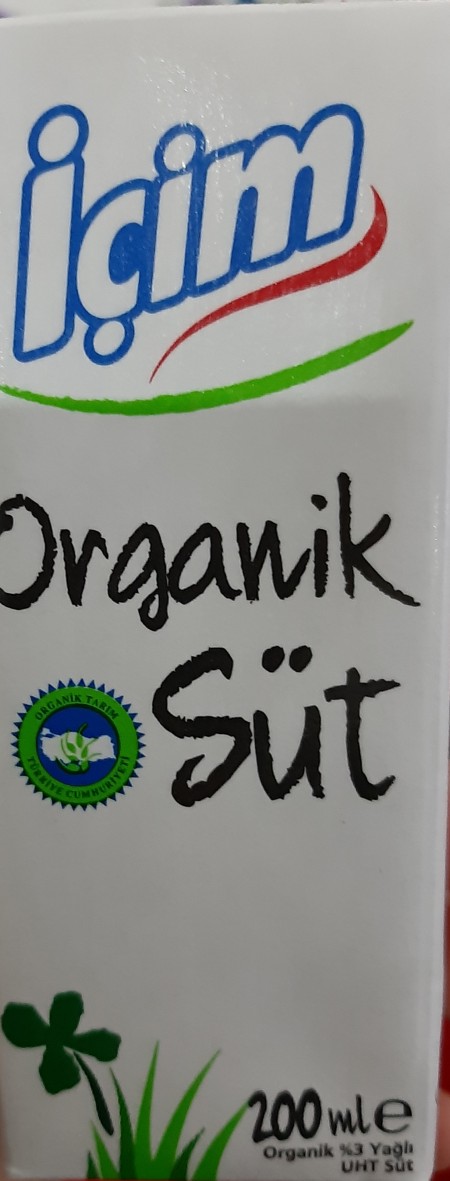 içim
Organik
Süt
ORGANİK TARIM
TÜRKİYE CUMHURİYETİ
200 ml e
Organik %3 Yağlı
UHT Süt